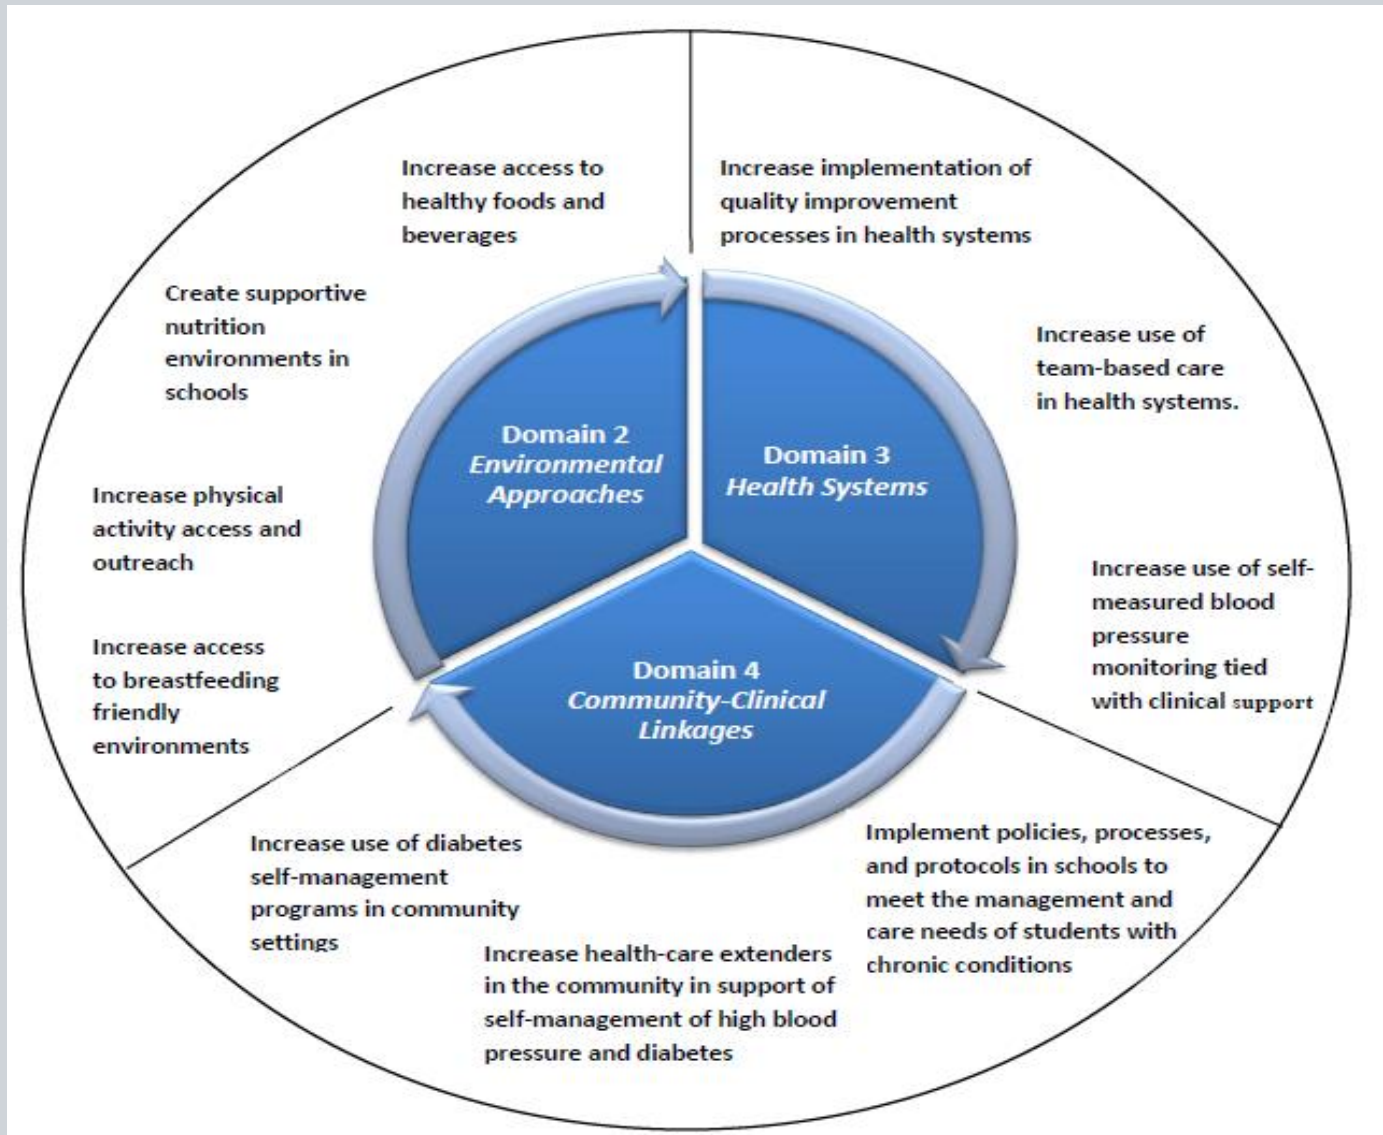 Increase access to
healthy foods and
beverages
Increase implementation of
quality improvement
processes in health systems
Create supportive
nutrition
environments in
schools
Increase use of
team-based care
in health systems.
Domain 2
Environmental
Approaches
Domain 3
Health Systems
Increase physical
activity access and
outreach
Increase use of self-
measured blood
pressure
monitoring tied
with clinical support
Increase access
to breastfeeding
friendly
environments
Domain 4
Community-Clinical
Linkages
Increase use of diabetes
self-management
programs in community
settings
Increase health-care extenders
in the community in support of
self-management of high blood
pressure and diabetes
Implement policies, processes,
and protocols in schools to
meet the management and
care needs of students with
chronic conditions